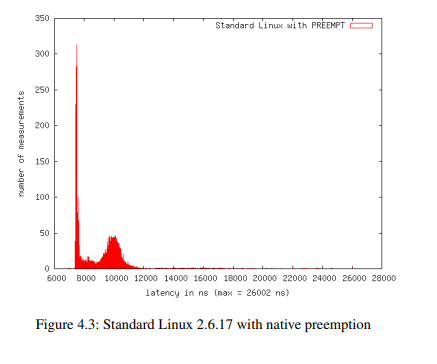 350
Standard Linux with PREEMPT
300
250
200
150
100
50
0
number of measurements
6000 8000 10000 12000 14000 16000 18000 20000 22000 24000 26000 28000
latency in ns (max = 26002 ns)
Figure 4.3: Standard Linux 2.6.17 with native preemption